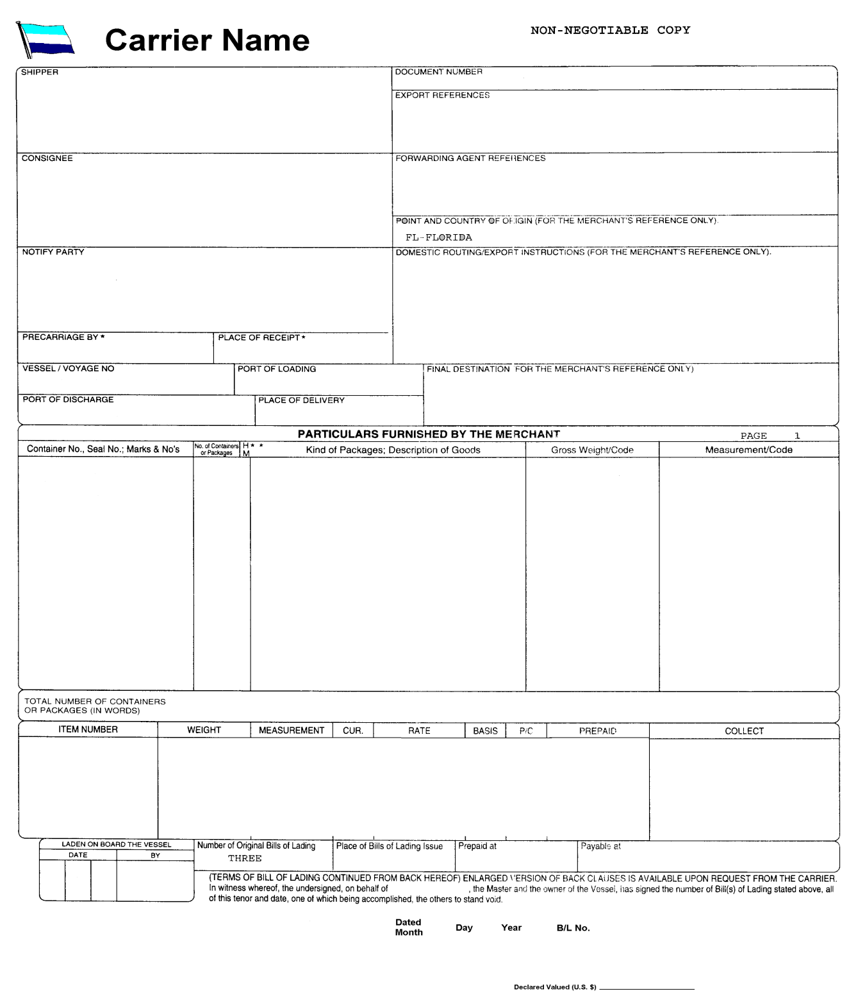 Carrier Name
NON-NEGOTIABLE COPY
SHIPPER
DOCUMENT NUMBER
EXPORT REFERENCES
CONSIGNEE
FORWARDING AGENT REFERENCES
POINT AND COUNTRY OF ORIGIN (FOR THE MERCHANT'S REFERENCE ONLY).
FL-FLORIDA
NOTIFY PARTY
DOMESTIC ROUTING/EXPORT INSTRUCTIONS (FOR THE MERCHANT'S REFERENCE ONLY).
PRECARRIAGE BY *
PLACE OF RECEIPT *
VESSEL / VOYAGE NO
PORT OF LOADING
FINAL DESTINATION FOR THE MERCHANT'S REFERENCE ONLY)
PORT OF DISCHARGE
PLACE OF DELIVERY
PARTICULARS FURNISHED BY THE MERCHANT
PAGE 1
Container No., Seal No.; Marks & No's
No. of Containers
or Packages
H * *
M
Kind of Packages; Description of Goods
Gross Weight/Code
Measurement/Code
TOTAL NUMBER OF CONTAINERS
OR PACKAGES (IN WORDS)
ITEM NUMBER
WEIGHT
MEASUREMENT
CUR.
RATE
BASIS
P/C
PREPAID
COLLECT
LADEN ON BOARD THE VESSEL
DATE
BY
Number of Original Bills of Lading
THREE
Place of Bills of Lading Issue
Prepaid at
Payable at
(TERMS OF BILL OF LADING CONTINUED FROM BACK HEREOF) ENLARGED VERSION OF BACK CLAUSES IS AVAILABLE UPON REQUEST FROM THE CARRIER.
In witness whereof, the undersigned, on behalf of , the Master and the owner of the Vessel, has signed the number of Bill(s) of Lading stated above, all
of this tenor and date, one of which being accomplished, the others to stand void.
Dated
Month
Day
Year
B/L No.
Declared Valued (U.S. $)